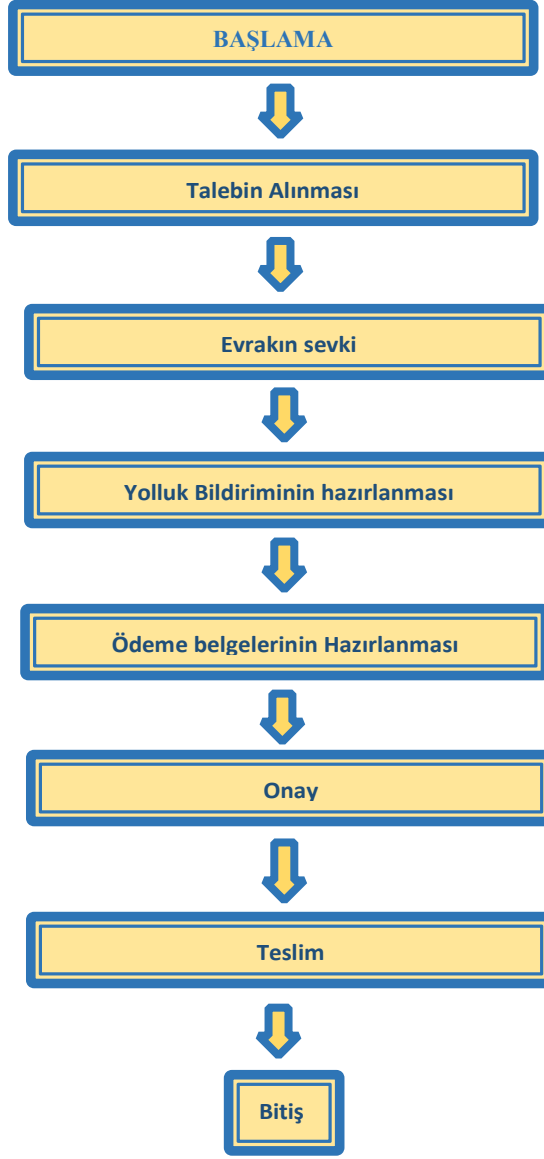 BAŞLAMA
Talebin Alınması
Evrakın sevki
Yolluk Bildiriminin hazırlanması
Ödeme belgelerinin Hazırlanması
Onay
Teslim
Bitiş